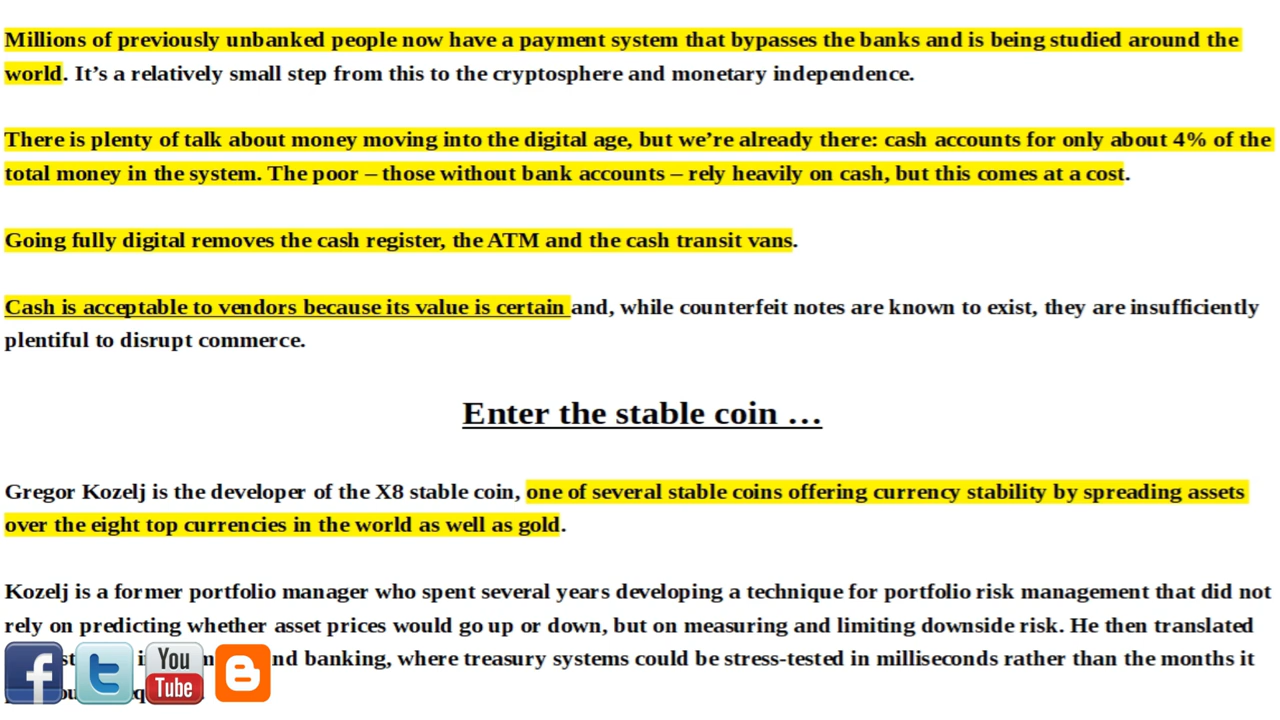 Millions of previously unbanked people now have a payment system that bypasses the banks and is being studied around the
world. It’s a relatively small step from this to the cryptosphere and monetary independence.
There is plenty of talk about money moving into the digital age, but we’re already there: cash accounts for only about 4% of the
total money in the system. The poor – those without bank accounts – rely heavily on cash, but this comes at a cost.
Going fully digital removes the cash register, the ATM and the cash transit vans.
Cash is acceptable to vendors because its value is certain and, while counterfeit notes are known to exist, they are insufficiently
plentiful to disrupt commerce.
Enter the stable coin …
Gregor Kozelj is the developer of the X8 stable coin, one of several stable coins offering currency stability by spreading assets
over the eight top currencies in the world as well as gold.
Kozelj is a former portfolio manager who spent several years developing a technique for portfolio risk management that did not
rely on predicting whether asset prices would go up or down, but on measuring and limiting downside risk. He then translated
banking, where treasury systems could be stress-tested in milliseconds rather than the months it
You Tube